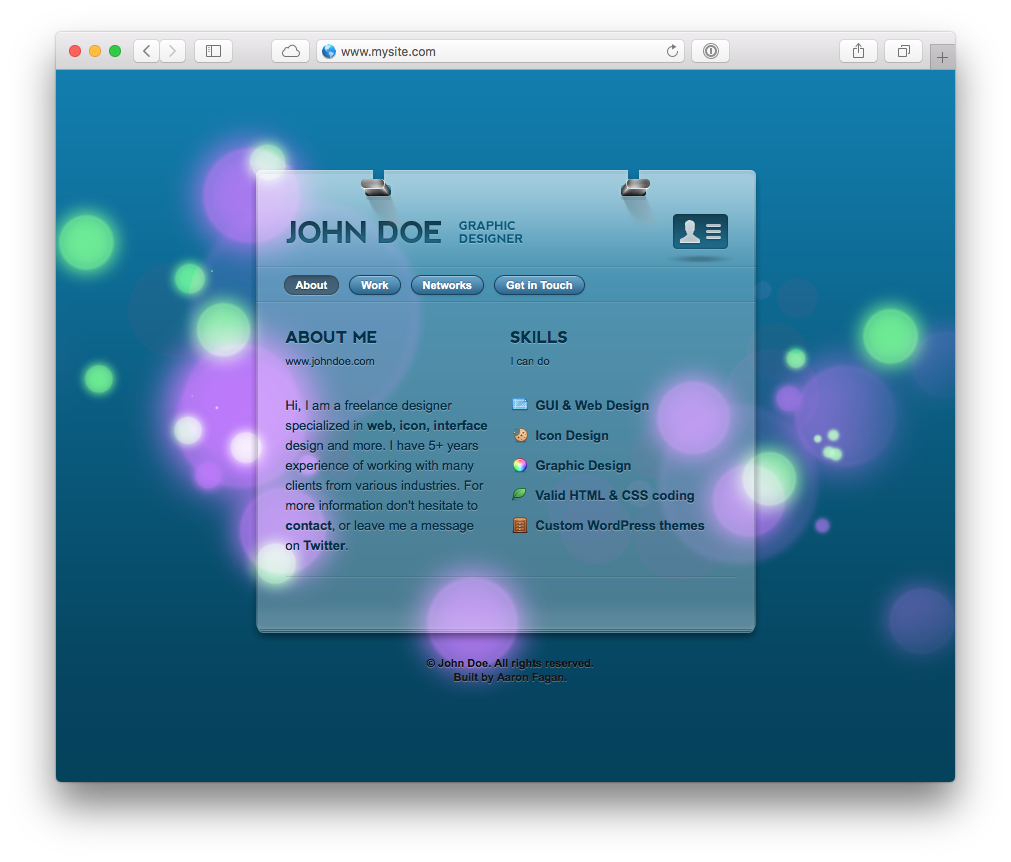 www.mysite.com
JOHN DOE
GRAPHIC
DESIGNER
About
Work
Networks
Get in Touch
ABOUT ME
www.johndoe.com
Hi, I am a freelance designer
specialized in web, icon, interface
design and more. I have 5+ years
experience of working with many
clients from various industries. For
more information don't hesitate to
contact, or leave me a message
on Twitter.
SKILLS
I can do
GUI & Web Design
Icon Design
Graphic Design
Valid HTML & CSS coding
Custom WordPress themes
© John Doe. All rights reserved.
Built by Aaron Fagan.